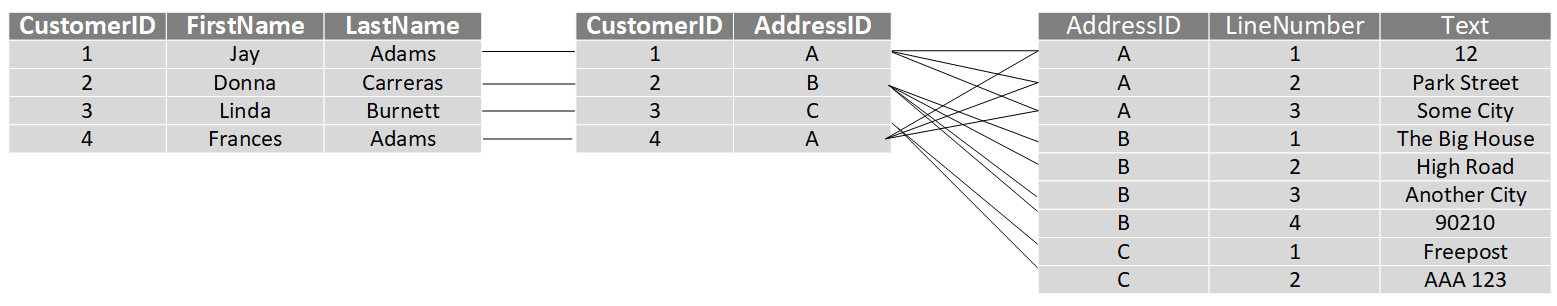 CustomerID FirstName LastName
1 Jay Adams
2 Donna Carreras
3 Linda Burnett
4 Frances Adams
CustomerID AddressID
1 A
2 B
3 C
4 A
AddressID LineNumber Text
A 1 12
A 2 Park Street
A 3 Some City
B 1 The Big House
B 2 High Road
B 3 Another City
B 4 90210
C 1 Freepost
C 2 AAA 123